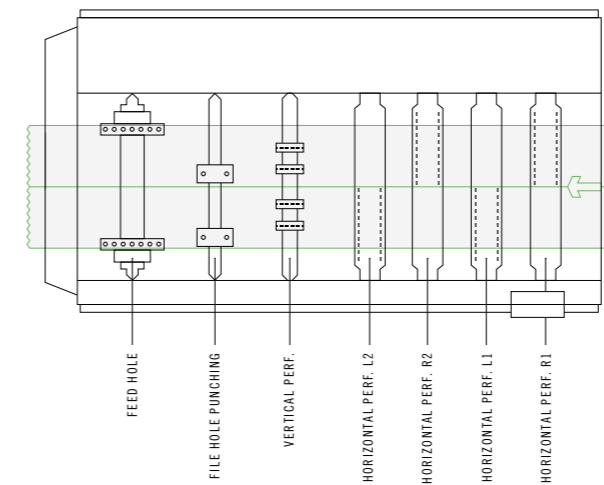 FEED HOLE
FILE HOLE PUNCHING
VERTICAL PERF.
HORIZONTAL PERF. L2
HORIZONTAL PERF. R2
HORIZONTAL PERF. L1
HORIZONTAL PERF. R1